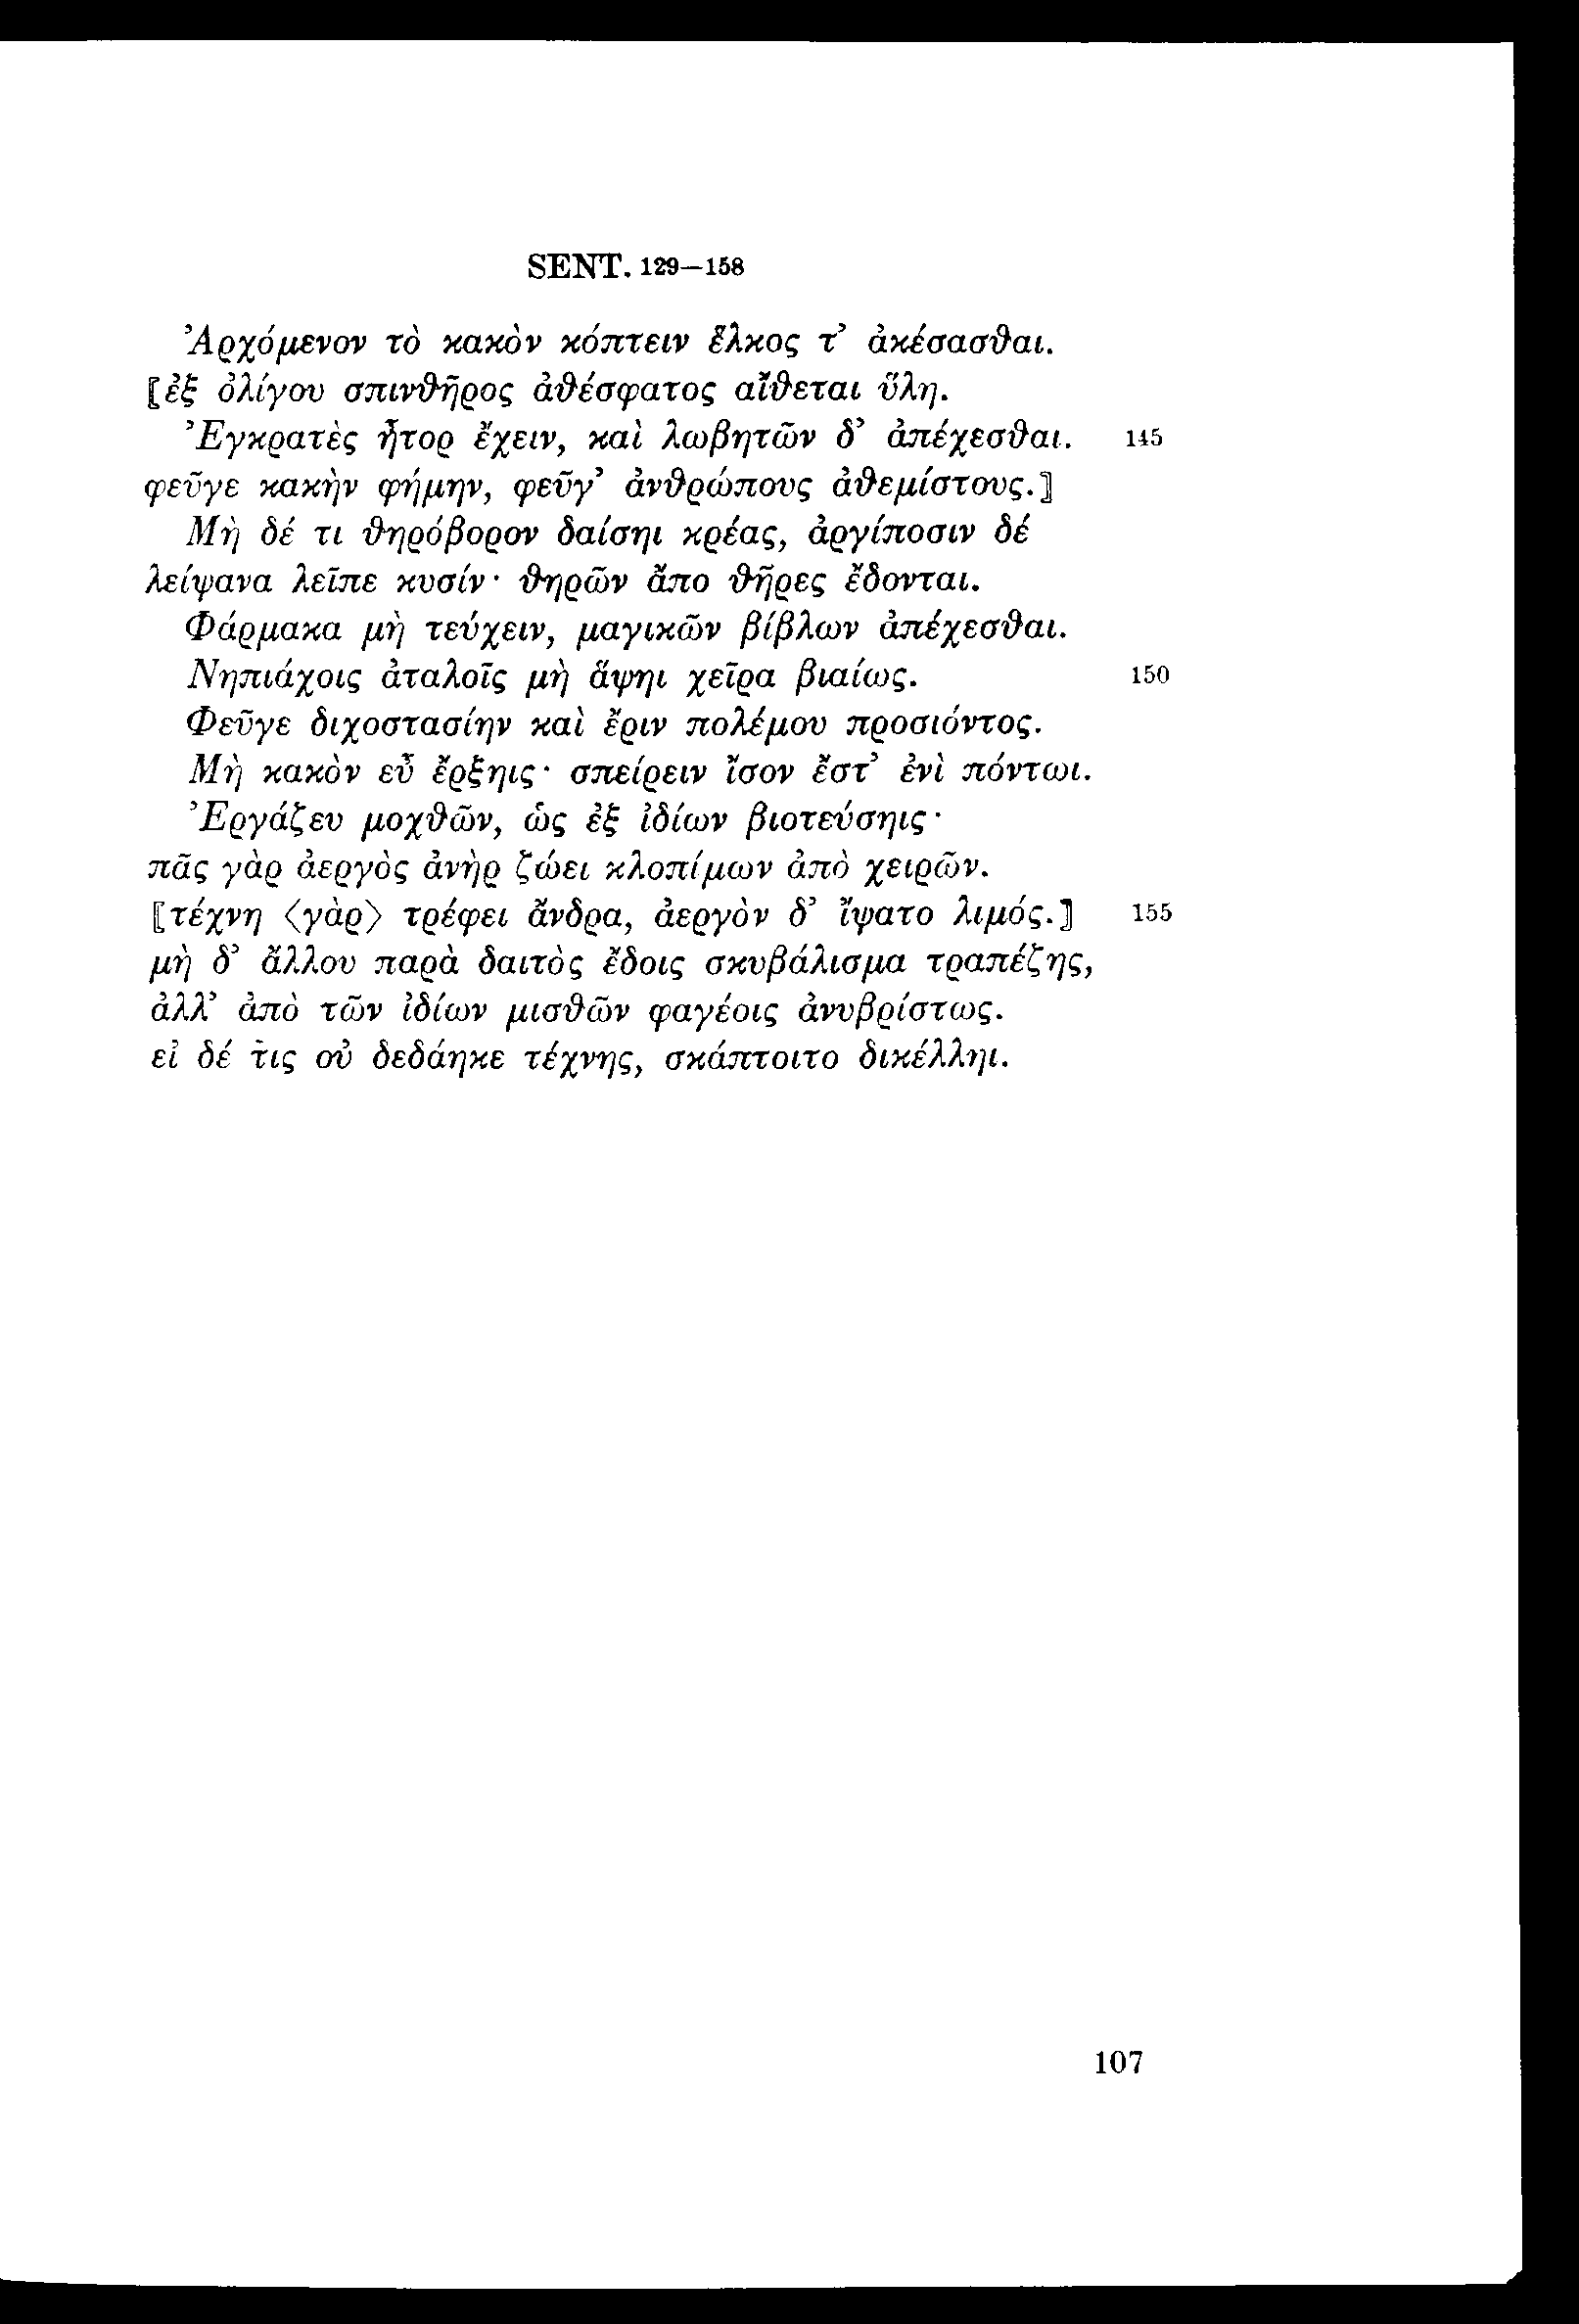 SENT. 129—158
Ἀρχόμενον τὸ κακὸν κόπτειν ἕλκος τ’ ἀκέσασθαι.
⟦ἐξ ὀλίγου σπινθῆρος ἀθέσφατος αἴθεται ὕλη.
Ἐγκρατὲς ἦτορ ἔχειν, καὶ λωβητῶν δ’ ἀπέχεσθαι. 145
φεῦγε κακὴν φήμην, φεῦγ’ ἀνθρώπους ἀθεμίστους.⟧
Μὴ δέ τι θηρόβορον δαίσηι κρέας, ἀργίποσιν δέ
λείψανα λεῖπε κυσίν· θηρῶν ἄπο θῆρες ἔδονται.
Φάρμακα μὴ τεύχειν, μαγικῶν βίβλων ἀπέχεσθαι.
Νηπιάχοις ἀταλοῖς μὴ ἅψηι χεῖρα βιαίως. 150
Φεῦγε διχοστασίην καὶ ἔριν πολέμου προσιόντος.
Μὴ κακὸν εὖ ἔρξηις· σπείρειν ἴσον ἔστ’ ἐνὶ πόντωι.
Ἐργάζευ μοχθῶν, ὡς ἐξ ἰδίων βιοτεύσηις·
πᾶς γὰρ ἀεργὸς ἀνὴρ ζώει κλοπίμων ἀπὸ χειρῶν.
⟦τέχνη ⟨γὰρ⟩ τρέφει ἄνδρα, ἀεργὸν δ’ ἴψατο λιμός.⟧ 155
μὴ δ’ ἄλλου παρὰ δαιτὸς ἔδοις σκυβάλισμα τραπέζης,
ἀλλ’ ἀπὸ τῶν ἰδίων μισθῶν φαγέοις ἀνυβρίστως.
εἰ δέ τις οὐ δεδάηκε τέχνης, σκάπτοιτο δικέλληι.
107